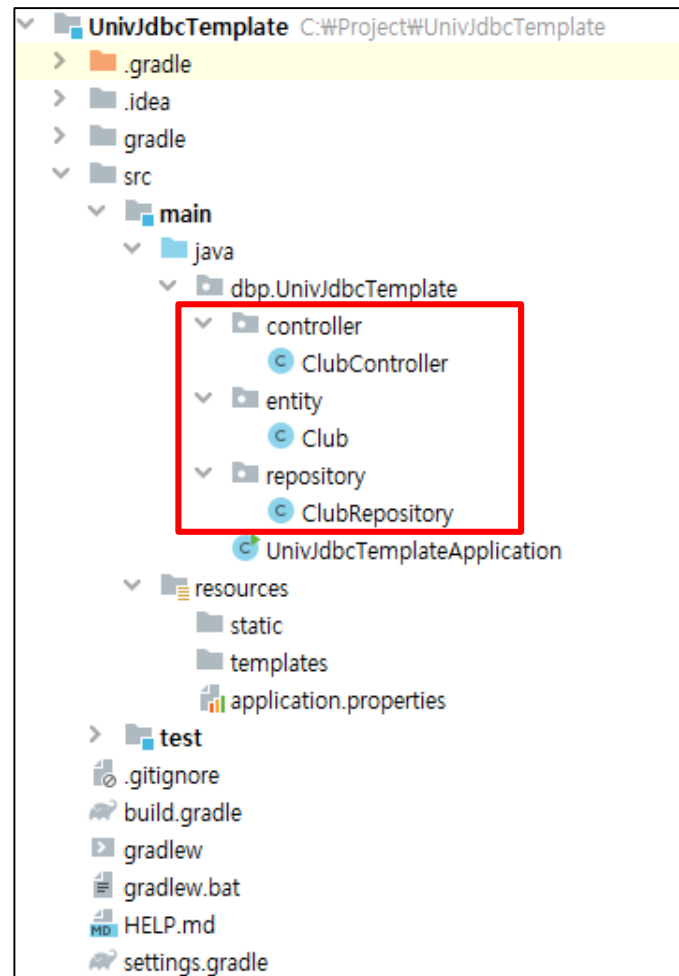 UnivJdbcTemplate C:₩Project₩UnivJdbcTemplate
.gradle
.idea
gradle
src
main
java
dbp.UnivJdbcTemplate
controller
C ClubController
entity
C Club
repository
C ClubRepository
C UnivJdbcTemplateApplication
resources
static
templates
application.properties
test
.gitignore
build.gradle
gradlew
gradlew.bat
MD HELP.md
settings.gradle